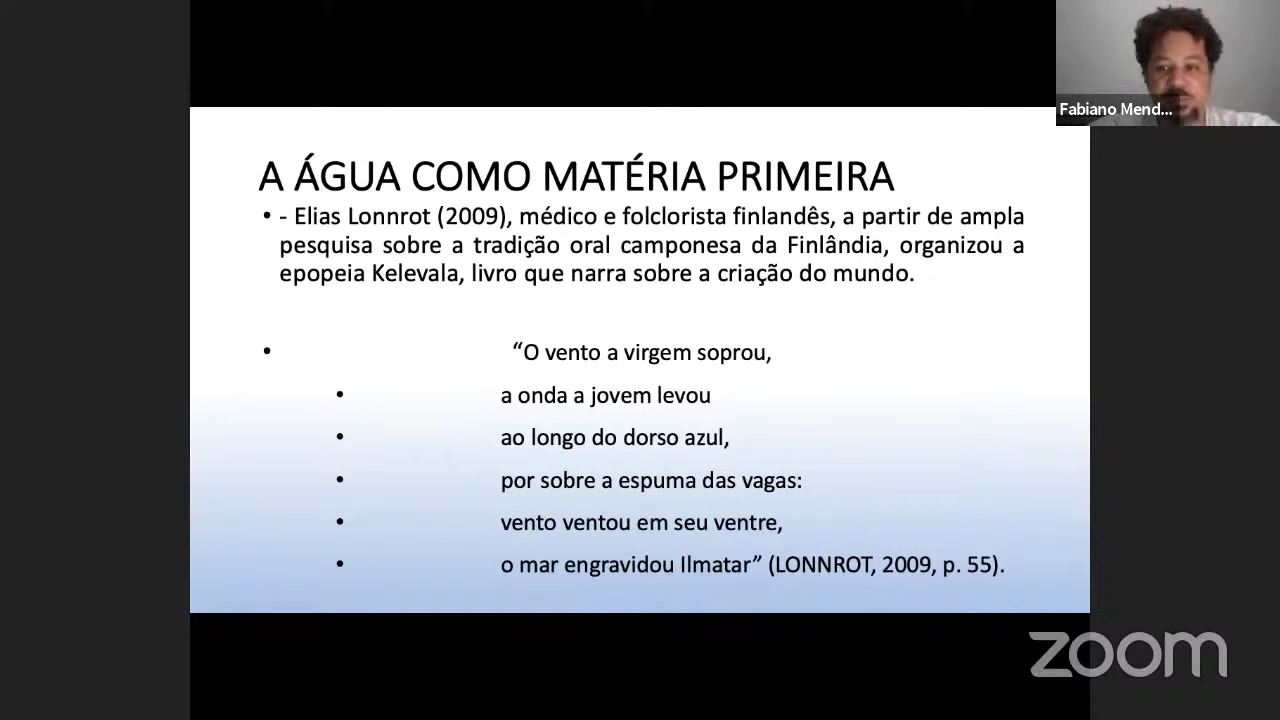 Fabiano Mend...
A ÁGUA COMO MATÉRIA PRIMEIRA
• - Elias Lonnrot (2009), médico e folclorista finlandês, a partir de ampla
pesquisa sobre a tradição oral camponesa da Finlândia, organizou a
epopeia Kelevala, livro que narra sobre a criação do mundo.
• “O vento a virgem soprou,
• a onda a jovem levou
• ao longo do dorso azul,
• por sobre a espuma das vagas:
• vento ventou em seu ventre,
• o mar engravidou Ilmatar” (LONNROT, 2009, p. 55).
zoom